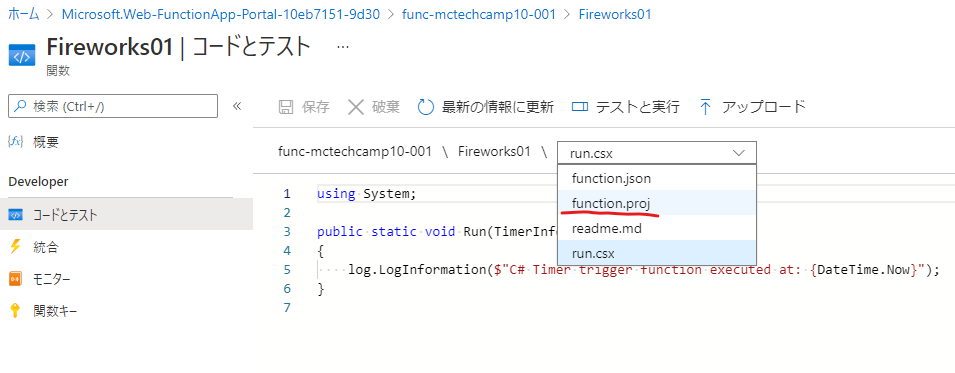 ホーム > Microsoft.Web-FunctionApp-Portal-10eb7151-9d30 > func-mctechcamp10-001 > Fireworks01
Fireworks01 | コードとテスト ...
関数
検索 (Ctrl+/)
«
保存 破棄 最新の情報に更新 テストと実行 アップロード
概要
Developer
コードとテスト
統合
モニター
関数キー
func-mctechcamp10-001 \ Fireworks01 \ run.csx
function.json
function.proj
readme.md
run.csx
1 using System;
2
3 public static void Run(TimerInfo
4 {
5 log.LogInformation($"C# Timer trigger function executed at: {DateTime.Now}");
6 }
7